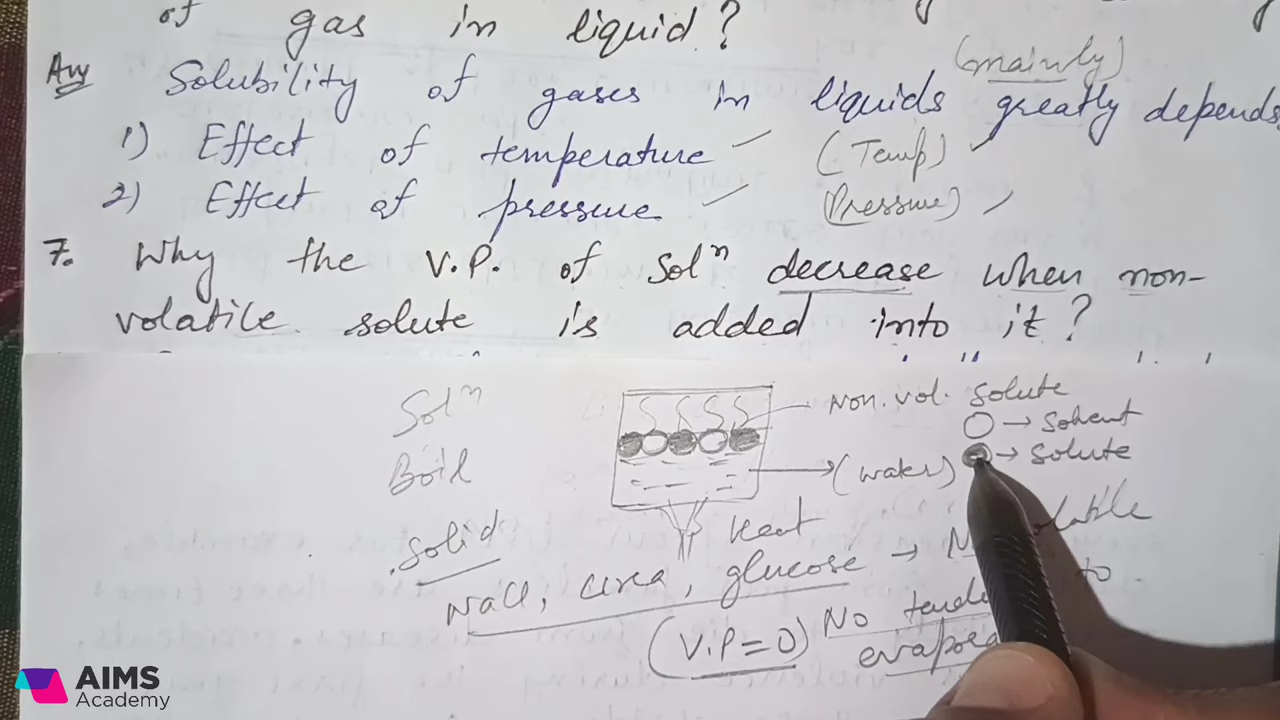 of gas in liquid?
(mainly)
Ans Solubility of gases in liquids greatly depends
1) Effect of temperature (Temp)
2) Effect of pressure (Pressure)
7. Why the V.P. of Solⁿ decrease when non-
volatile solute is added into it?
Solⁿ
Non. vol. solute
→ Solvent
→ Solute
Boil
(water)
Heat
Solid
NaCl, urea, glucose →
(V.P = 0) No to
AIMS
Academy